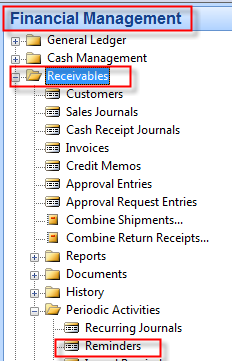 Financial Management
General Ledger
Cash Management
Receivables
Customers
Sales Journals
Cash Receipt Journals
Invoices
Credit Memos
Approval Entries
Approval Request Entries
Combine Shipments...
Combine Return Receipts...
Reports
Documents
History
Periodic Activities
Recurring Journals
Reminders